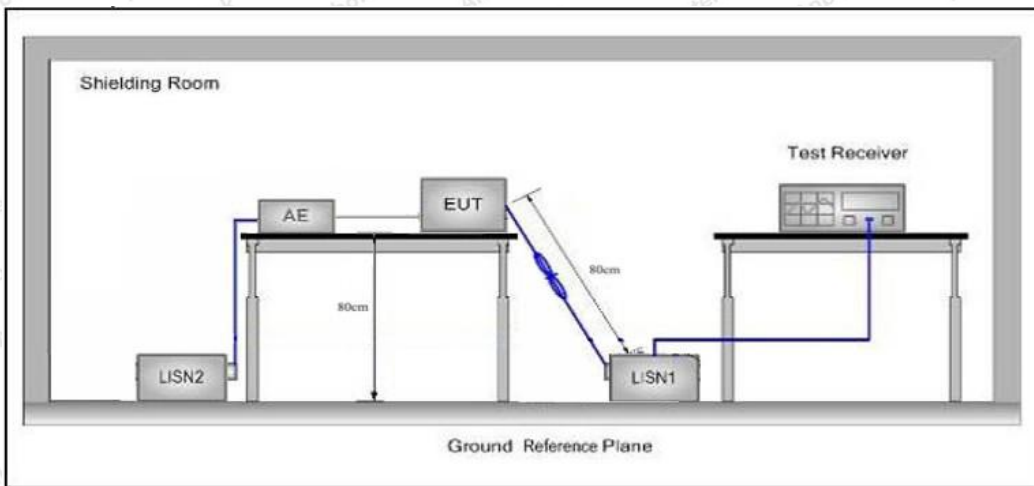 Shielding Room
Test Receiver
AE
EUT
80cm
80cm
LISN2
LISN1
Ground Reference Plane